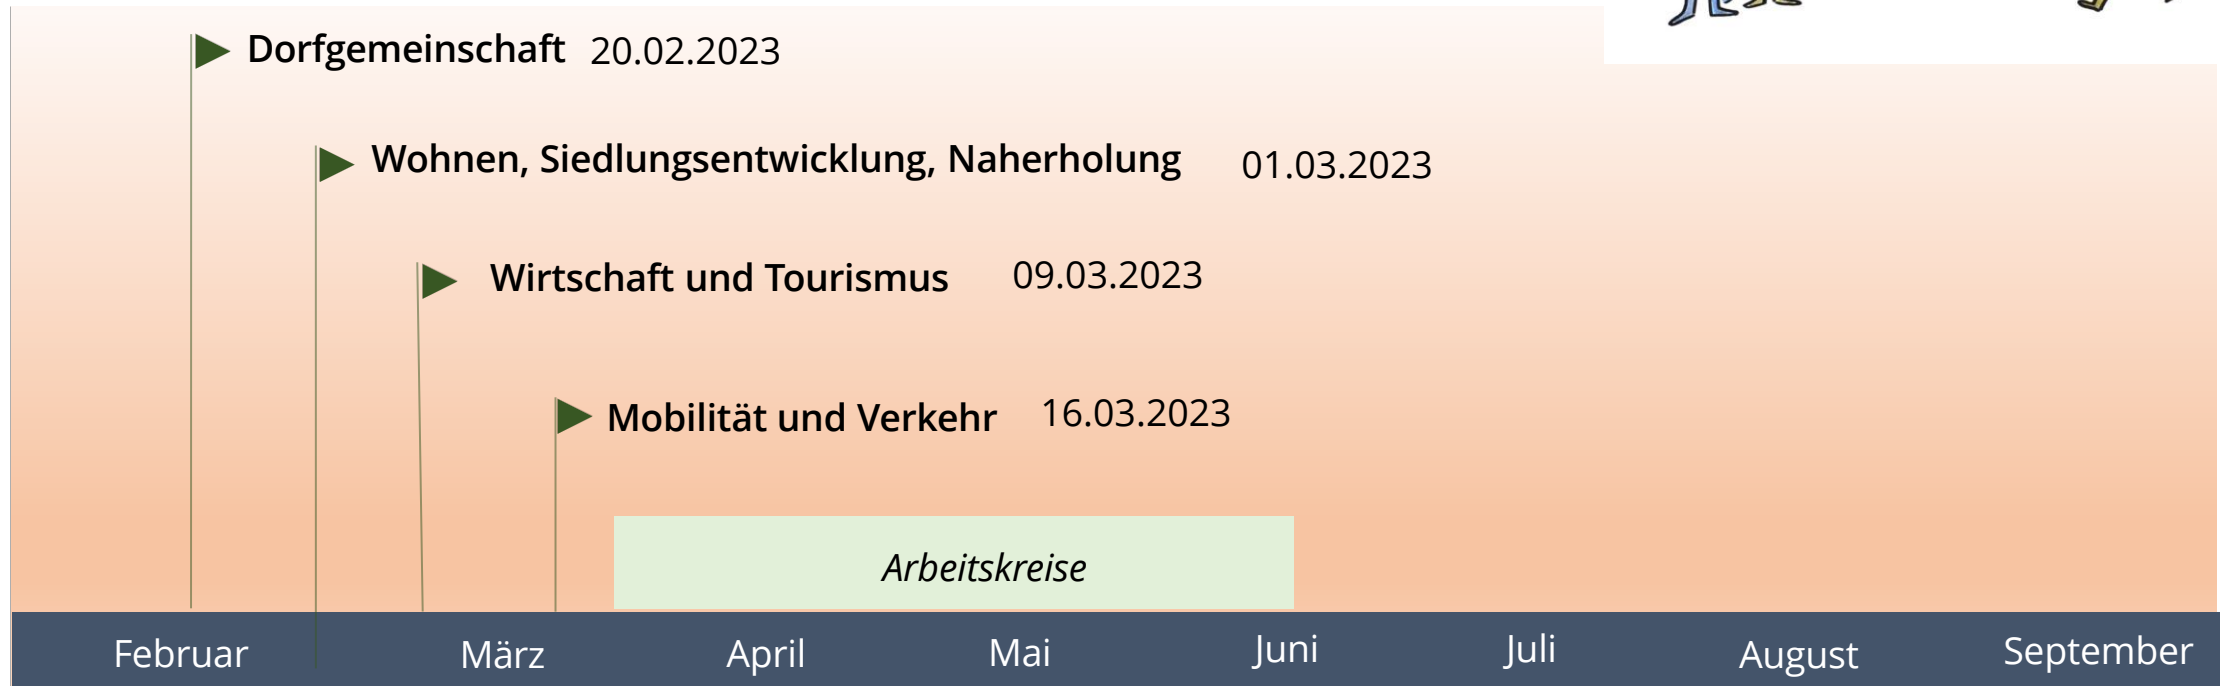 Dorfgemeinschaft 20.02.2023
Wohnen, Siedlungsentwicklung, Naherholung 01.03.2023
Wirtschaft und Tourismus 09.03.2023
Mobilität und Verkehr 16.03.2023
Arbeitskreise
Februar März April Mai Juni Juli August September